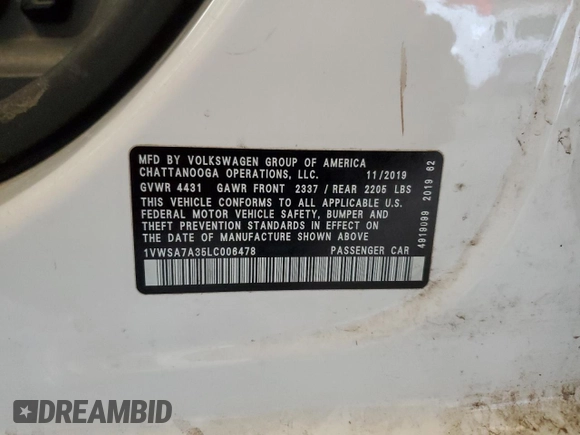 MFD BY VOLKSWAGEN GROUP OF AMERICA
CHATTANOOGA OPERATIONS, LLC. 11/2019
GVWR 4431 GAWR FRONT 2337/REAR 2205 LBS
THIS VEHICLE CONFORMS TO ALL APPLICABLE U.S.
FEDERAL MOTOR VEHICLE SAFETY, BUMPER AND
THEFT PREVENTION STANDARDS IN EFFECT ON
THE DATE OF MANUFACTURE SHOWN ABOVE
1VWSA7A35LC006478 PASSENGER CAR
4919099 2019 62
DREAMBID